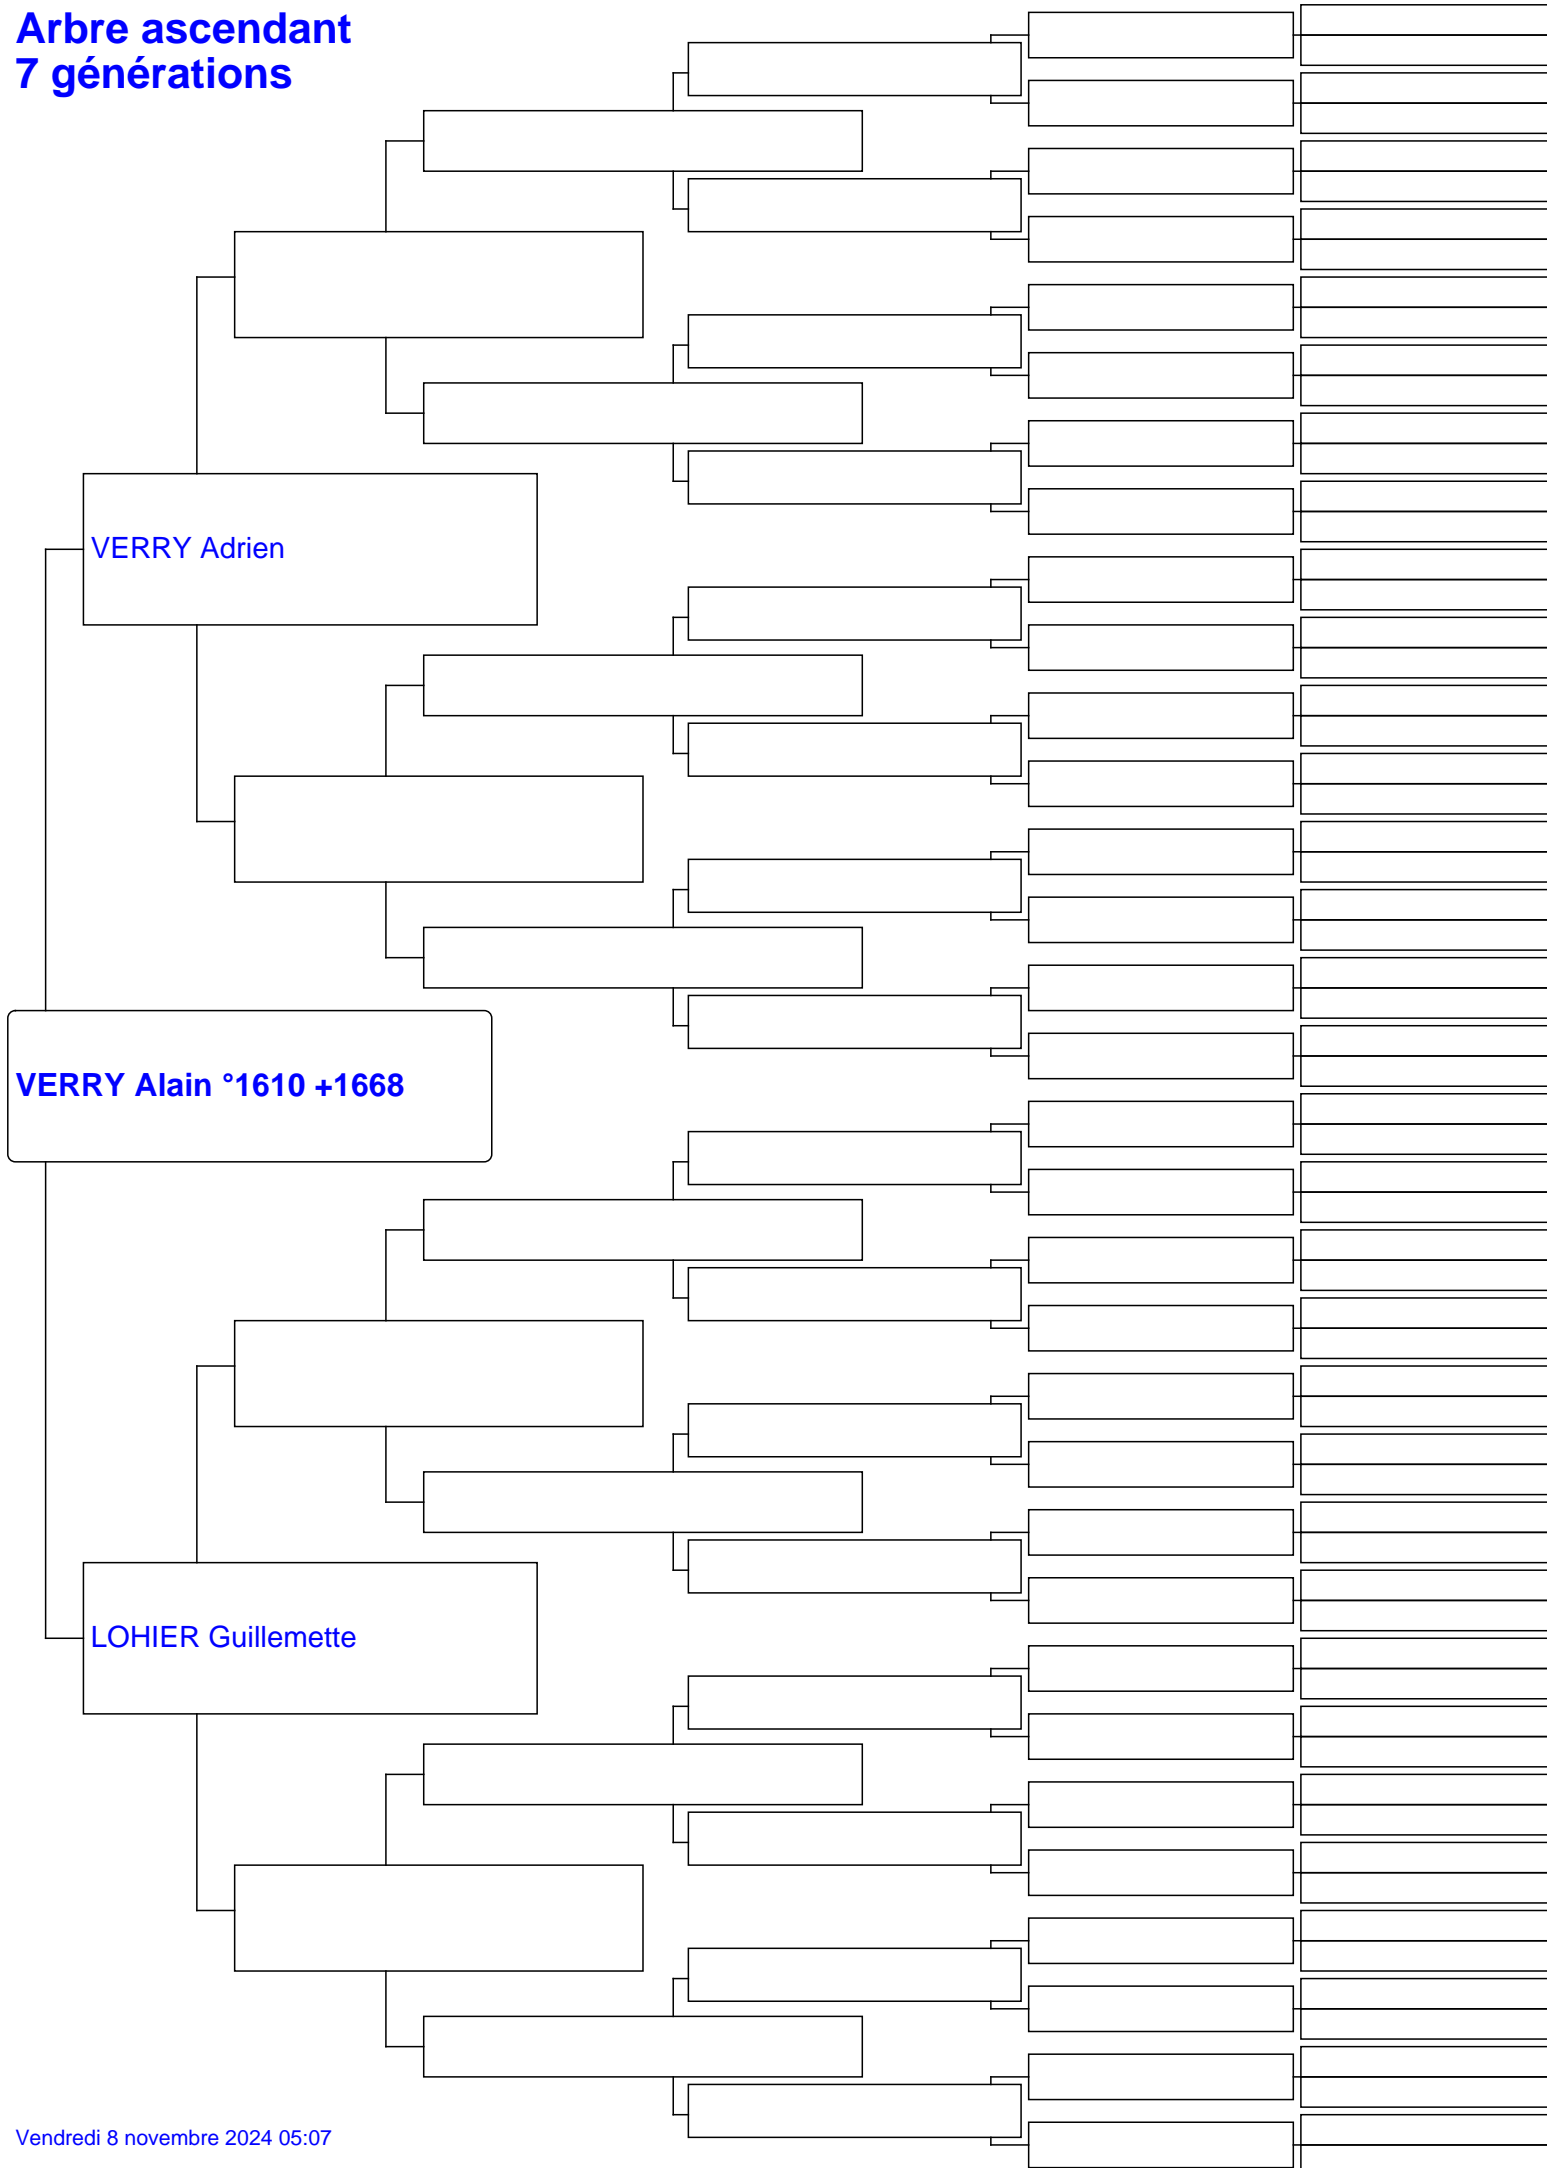 Arbre ascendant
7 générations
VERRY Adrien
VERRY Alain °1610 +1668
LOHIER Guillemette
Vendredi 8 novembre 2024 05:07